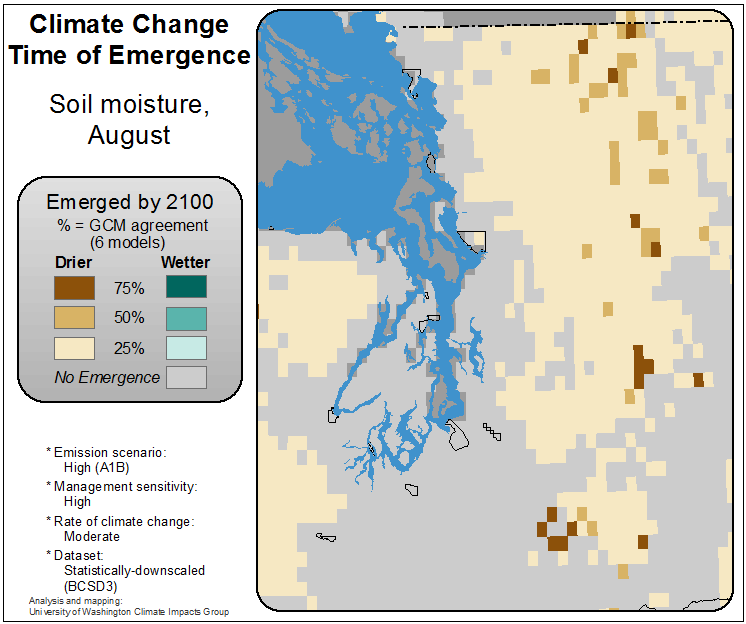 Climate Change
Time of Emergence
Soil moisture,
August
Emerged by 2100
% = GCM agreement
(6 models)
Drier Wetter
75%
50%
25%
No Emergence
* Emission scenario:
High (A1B)
* Management sensitivity:
High
* Rate of climate change:
Moderate
* Dataset:
Statistically-downscaled
(BCSD3)
Analysis and mapping:
University of Washington Climate Impacts Group